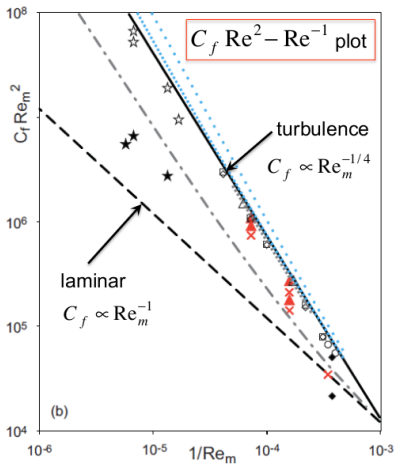 10⁸
C_f Re² – Re⁻¹ plot
turbulence
C_f ∝ Re_m^{-1/4}
C_f Re_m²
10⁶
laminar
C_f ∝ Re_m⁻¹
10⁵
(b)
10⁴
10⁻⁶ 10⁻⁵ 10⁻⁴ 10⁻³
1/Re_m